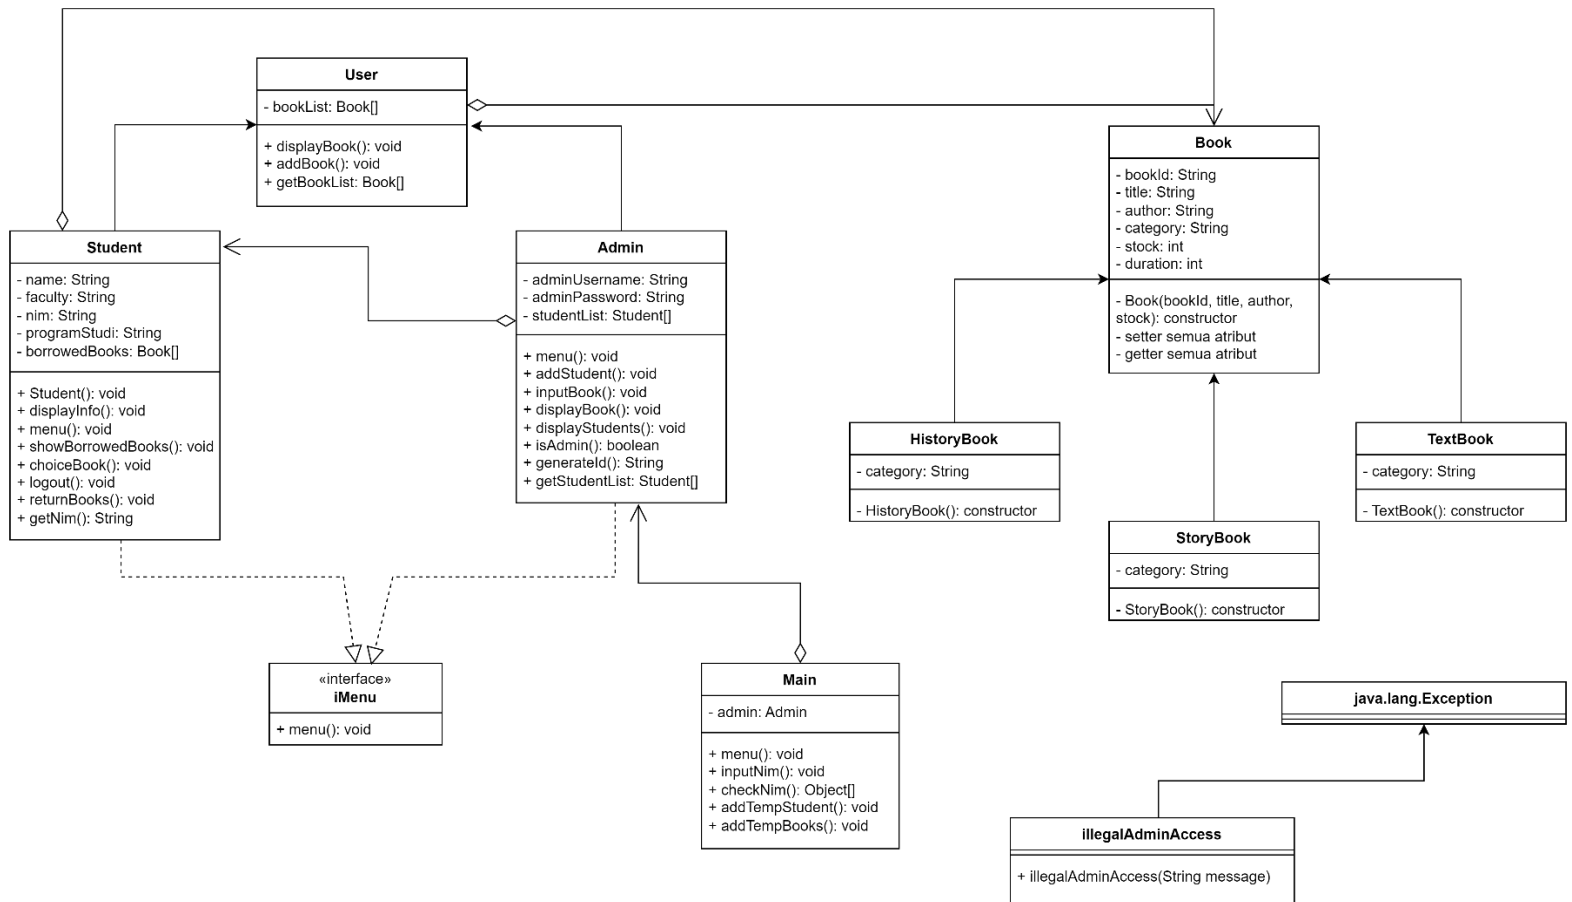 User
- bookList: Book[]
+ displayBook(): void
+ addBook(): void
+ getBookList: Book[]
Book
- bookId: String
- title: String
- author: String
- category: String
- stock: int
- duration: int
- Book(bookId, title, author,
stock): constructor
- setter semua atribut
- getter semua atribut
Student
- name: String
- faculty: String
- nim: String
- programStudi: String
- borrowedBooks: Book[]
+ Student(): void
+ displayInfo(): void
+ menu(): void
+ showBorrowedBooks(): void
+ choiceBook(): void
+ logout(): void
+ returnBooks(): void
+ getNim(): String
Admin
- adminUsername: String
- adminPassword: String
- studentList: Student[]
+ menu(): void
+ addStudent(): void
+ inputBook(): void
+ displayBook(): void
+ displayStudents(): void
+ isAdmin(): boolean
+ generateId(): String
+ getStudentList: Student[]
HistoryBook
- category: String
- HistoryBook(): constructor
TextBook
- category: String
- TextBook(): constructor
StoryBook
- category: String
- StoryBook(): constructor
«interface»
iMenu
+ menu(): void
Main
- admin: Admin
+ menu(): void
+ inputNim(): void
+ checkNim(): Object[]
+ addTempStudent(): void
+ addTempBooks(): void
java.lang.Exception
illegalAdminAccess
+ illegalAdminAccess(String message)